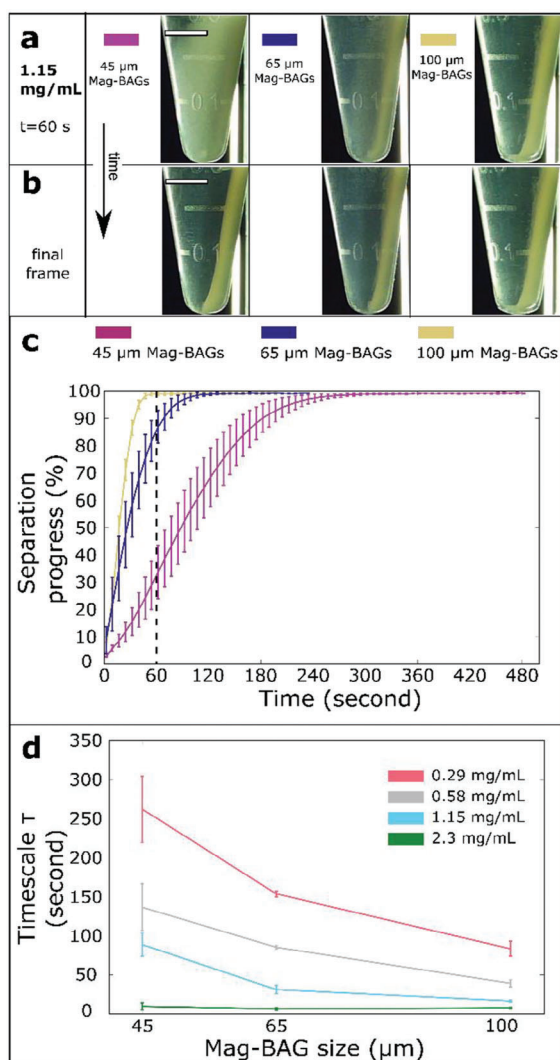 a
1.15
mg/mL
t=60 s
45 µm
Mag-BAGs
65 µm
Mag-BAGs
100 µm
Mag-BAGs
0.1
0.1
0.1
time
b
final
frame
0.1
0.1
0.1
45 µm Mag-BAGs
65 µm Mag-BAGs
100 µm Mag-BAGs
c
Separation
progress (%)
100
90
80
70
60
50
40
30
20
10
0
0 60 120 180 240 300 360 420 480
Time (second)
d
Timescale τ
(second)
350
300
250
200
150
100
50
0
0.29 mg/mL
0.58 mg/mL
1.15 mg/mL
2.3 mg/mL
45 65 100
Mag-BAG size (µm)